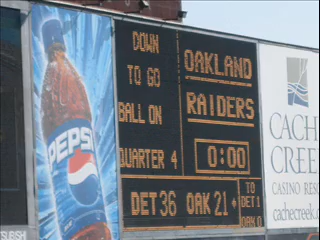 PEPSI
DOWN
TO GO
BALL ON
QUARTER 4
OAKLAND
RAIDERS
0:00
DET 36 OAK 21
TO
DET 1
OAK 0
CACHE
CREE
CASINO RESO
cachecreek.c